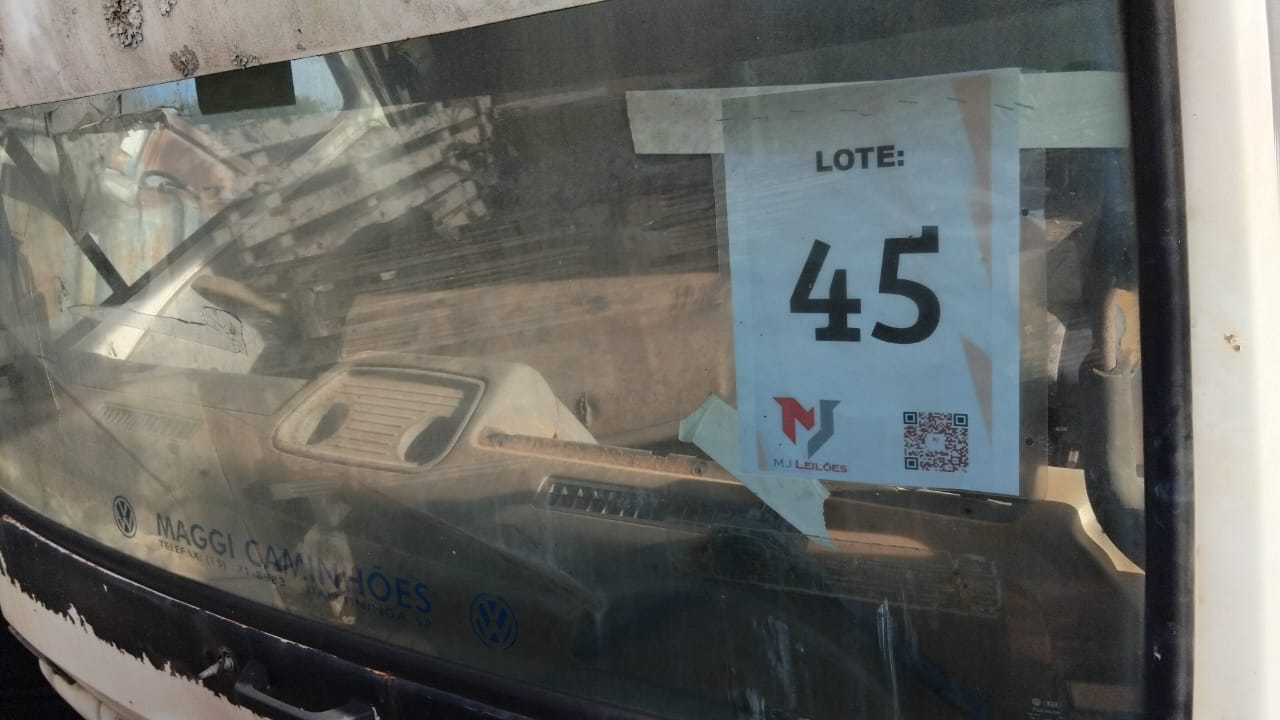 LOTE:
45
MJ LEILÕES
MAGGI CAMINHÕES